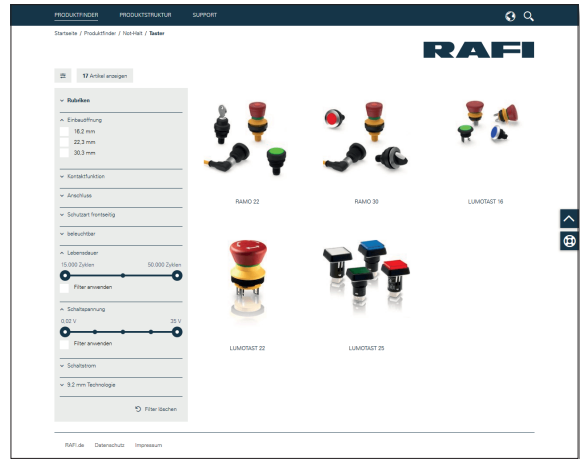 PRODUKTFINDER PRODUKTSTRUKTUR SUPPORT
Startseite / Produktfinder / Not-Halt / Taster
RAFI
17 Artikel anzeigen
Rubriken
Einbauöffnung
16,2 mm
22,3 mm
30,3 mm
Kontaktfunktion
Anschluss
Schutzart frontseitig
beleuchtbar
Lebensdauer
15.000 Zyklen 50.000 Zyklen
Filter anwenden
Schaltspannung
0,02 V 35 V
Filter anwenden
Schaltstrom
9.2 mm Technologie
Filter löschen
RAMO 22
RAMO 30
LUMOTAST 16
LUMOTAST 22
LUMOTAST 25
RAFI.de Datenschutz Impressum